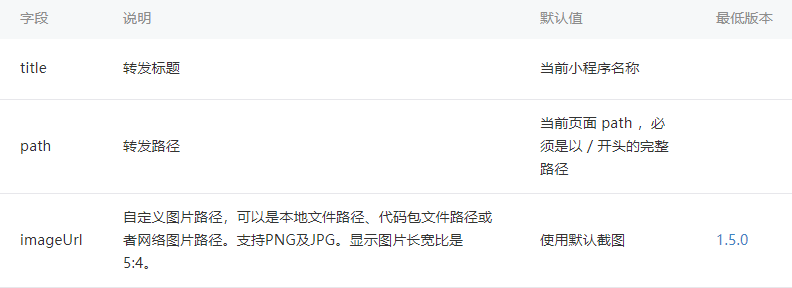 字段 说明 默认值 最低版本
title 转发标题 当前小程序名称
path 转发路径 当前页面 path ，必
须是以 / 开头的完整
路径
imageUrl 自定义图片路径，可以是本地文件路径、代码包文件路径或
者网络图片路径。支持PNG及JPG。显示图片长宽比是
5:4。 使用默认截图 1.5.0